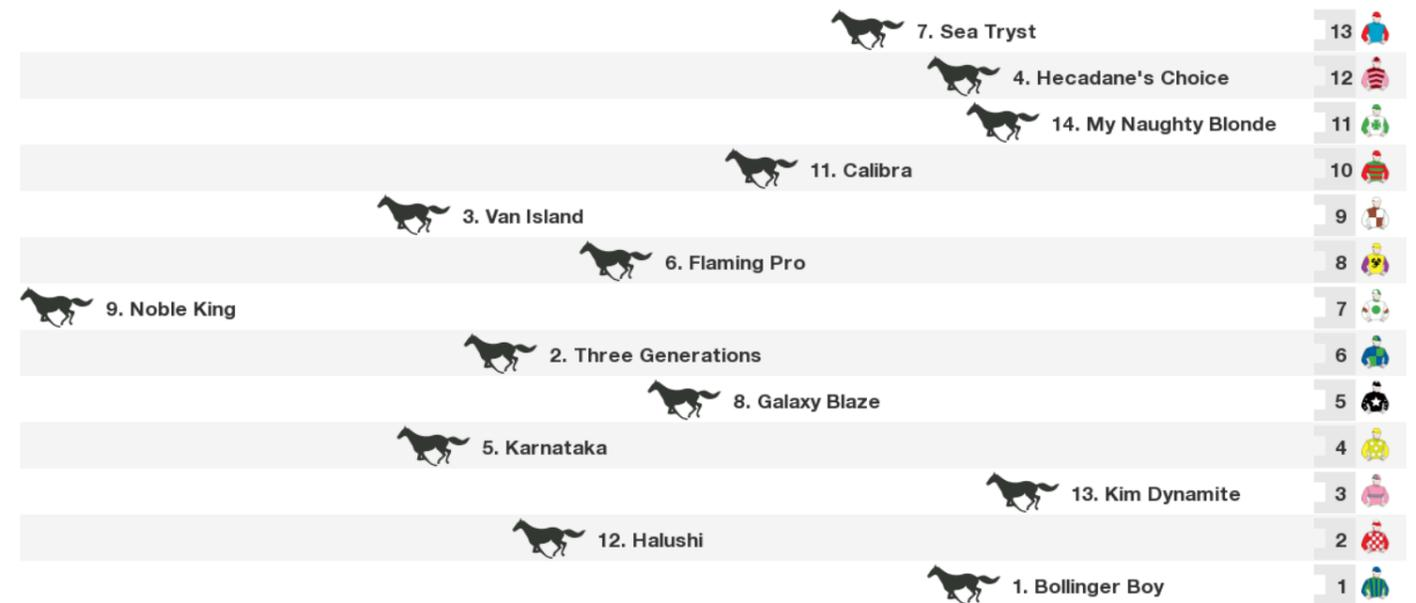 7. Sea Tryst 13
4. Hecadane's Choice 12
14. My Naughty Blonde 11
11. Calibra 10
3. Van Island 9
6. Flaming Pro 8
9. Noble King 7
2. Three Generations 6
8. Galaxy Blaze 5
5. Karnataka 4
13. Kim Dynamite 3
12. Halushi 2
1. Bollinger Boy 1